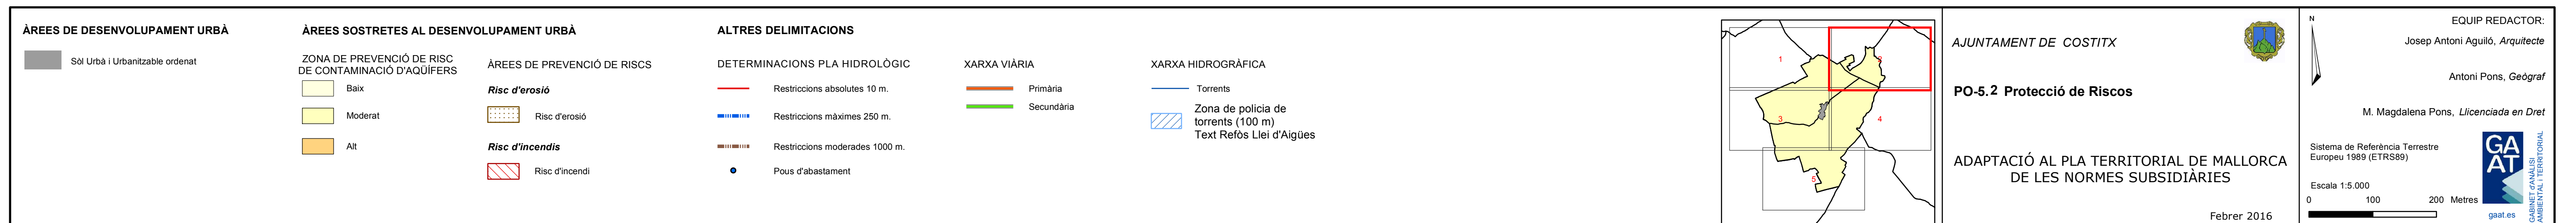 ÀREES DE DESENVOLUPAMENT URBÀ
Sòl Urbà i Urbanitzable ordenat
ÀREES SOSTRETES AL DESENVOLUPAMENT URBÀ
ZONA DE PREVENCIÓ DE RISC
DE CONTAMINACIÓ D'AQÜÍFERS
Baix
Moderat
Alt
ÀREES DE PREVENCIÓ DE RISCS
Risc d'erosió
Risc d'erosió
Risc d'incendis
Risc d'incendi
ALTRES DELIMITACIONS
DETERMINACIONS PLA HIDROLÒGIC
Restriccions absolutes 10 m.
Restriccions màximes 250 m.
Restriccions moderades 1000 m.
Pous d'abastament
XARXA VIÀRIA
Primària
Secundària
XARXA HIDROGRÀFICA
Torrents
Zona de policia de
torrents (100 m)
Text Refòs Llei d'Aigües
1
2
3
4
5
AJUNTAMENT DE COSTITX
PO-5.2 Protecció de Riscos
ADAPTACIÓ AL PLA TERRITORIAL DE MALLORCA
DE LES NORMES SUBSIDIÀRIES
Febrer 2016
N
EQUIP REDACTOR:
Josep Antoni Aguiló, Arquitecte
Antoni Pons, Geògraf
M. Magdalena Pons, Llicenciada en Dret
Sistema de Referència Terrestre
Europeu 1989 (ETRS89)
Escala 1:5.000
0 100 200 Metres
GA
AT
gaat.es
GABINET d'ANÀLISI
AMBIENTAL i TERRITORIAL